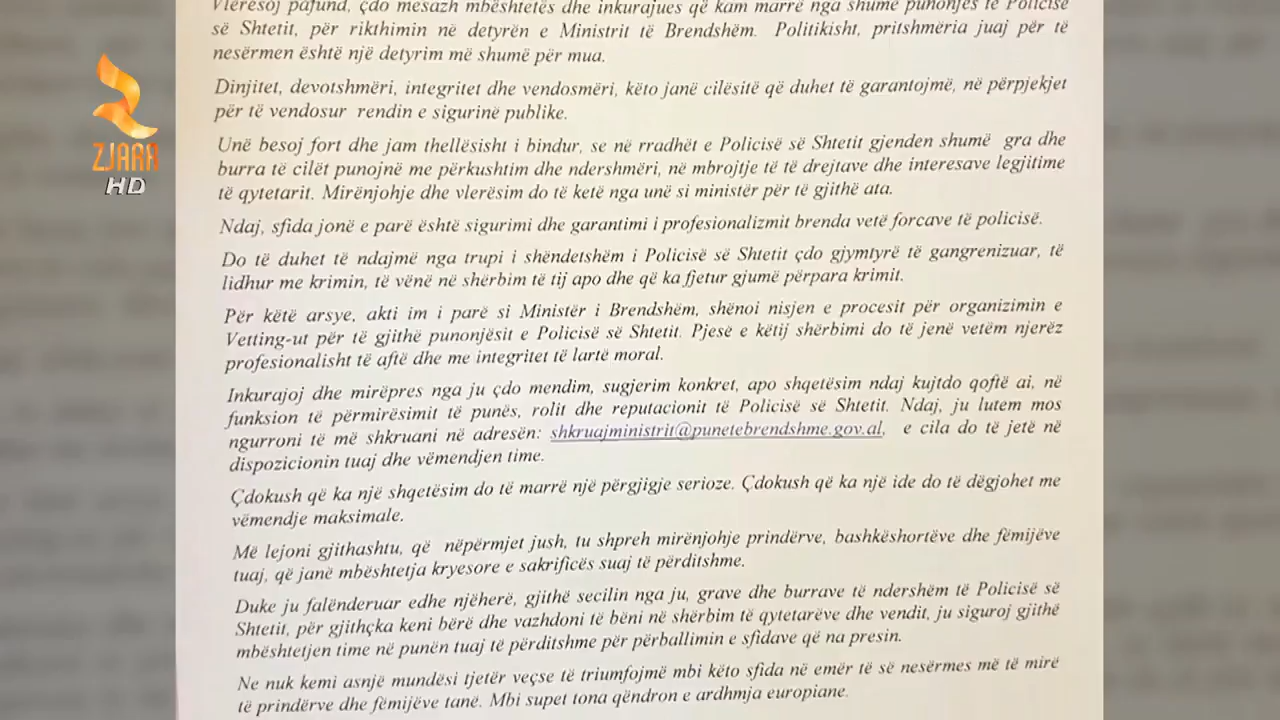 Vlerësoj pafund, çdo mesazh mbështetës dhe inkurajues që kam marrë nga shumë punonjës të Policisë
së Shtetit, për rikthimin në detyrën e Ministrit të Brendshëm. Politikisht, pritshmëria juaj për të
nesërmen është një detyrim më shumë për mua.
Dinjitet, devotshmëri, integritet dhe vendosmëri, këto janë cilësitë që duhet të garantojmë, në përpjekjet
për të vendosur rendin e sigurinë publike.
Unë besoj fort dhe jam thellësisht i bindur, se në rradhët e Policisë së Shtetit gjenden shumë gra dhe
burra të cilët punojnë me përkushtim dhe ndershmëri, në mbrojtje të të drejtave dhe interesave legjitime
të qytetarit. Mirënjohje dhe vlerësim do të ketë nga unë si ministër për të gjithë ata.
Ndaj, sfida jonë e parë është sigurimi dhe garantimi i profesionalizmit brenda vetë forcave të policisë.
Do të duhet të ndajmë nga trupi i shëndetshëm i Policisë së Shtetit çdo gjymtyrë të gangrenizuar, të
lidhur me krimin, të vënë në shërbim të tij apo dhe që ka fjetur gjumë përpara krimit.
Për këtë arsye, akti im i parë si Ministër i Brendshëm, shënoi nisjen e procesit për organizimin e
Vetting-ut për të gjithë punonjësit e Policisë së Shtetit. Pjesë e këtij shërbimi do të jenë vetëm njerëz
profesionalisht të aftë dhe me integritet të lartë moral.
Inkurajoj dhe mirëpres nga ju çdo mendim, sugjerim konkret, apo shqetësim ndaj kujtdo qoftë ai, në
funksion të përmirësimit të punës, rolit dhe reputacionit të Policisë së Shtetit. Ndaj, ju lutem mos
ngurroni të më shkruani në adresën: shkruajministrit@punetebrendshme.gov.al, e cila do të jetë në
dispozicionin tuaj dhe vëmendjen time.
Çdokush që ka një shqetësim do të marrë një përgjigje serioze. Çdokush që ka një ide do të dëgjohet me
vëmendje maksimale.
Më lejoni gjithashtu, që nëpërmjet jush, tu shpreh mirënjohje prindërve, bashkëshortëve dhe fëmijëve
tuaj, që janë mbështetja kryesore e sakrificës suaj të përditshme.
Duke ju falënderuar edhe njëherë, gjithë secilin nga ju, grave dhe burrave të ndershëm të Policisë së
Shtetit, për gjithçka keni bërë dhe vazhdoni të bëni në shërbim të qytetarëve dhe vendit, ju siguroj gjithë
mbështetjen time në punën tuaj të përditshme për përballimin e sfidave që na presin.
Ne nuk kemi asnjë mundësi tjetër veçse të triumfojmë mbi këto sfida në emër të së nesërmes më të mirë
të prindërve dhe fëmijëve tanë. Mbi supet tona qëndron e ardhmja europiane.
ZJARR
HD